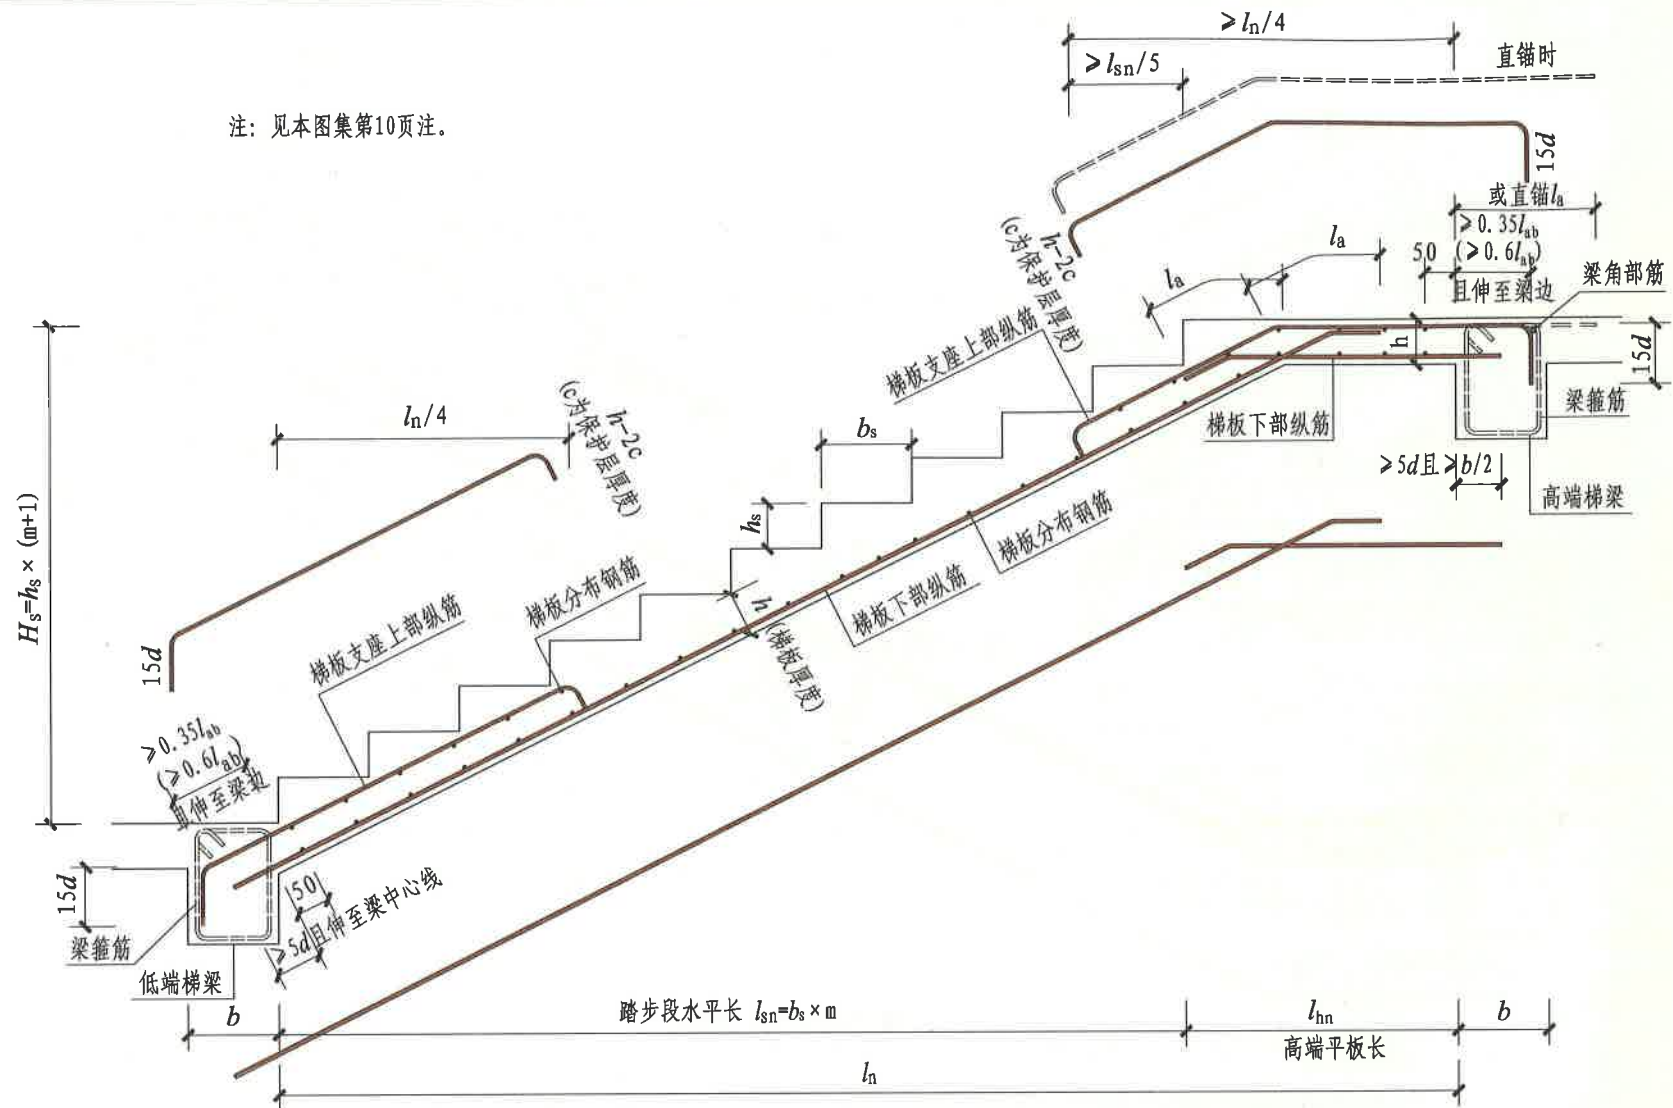 ≥ln/4
≥lsn/5
直锚时
注: 见本图集第10页注。
15d
或直锚la
≥0.35lab
(≥0.6lab)
且伸至梁边
50
la
la
h-2c
(c为保护层厚度)
梁角部筋
梯板支座上部纵筋
h
15d
梁箍筋
梯板下部纵筋
≥5d且≥b/2
高端梯梁
ln/4
h-2c
(c为保护层厚度)
bs
hs
梯板分布钢筋
梯板下部纵筋
h
(梯板厚度)
Hs=hs×(m+1)
15d
梯板支座上部纵筋
梯板分布钢筋
≥0.35lab
(≥0.6lab)
且伸至梁边
15d
50
≥5d且伸至梁中心线
梁箍筋
低端梯梁
b
踏步段水平长 lsn=bs×m
lhn
高端平板长
b
ln